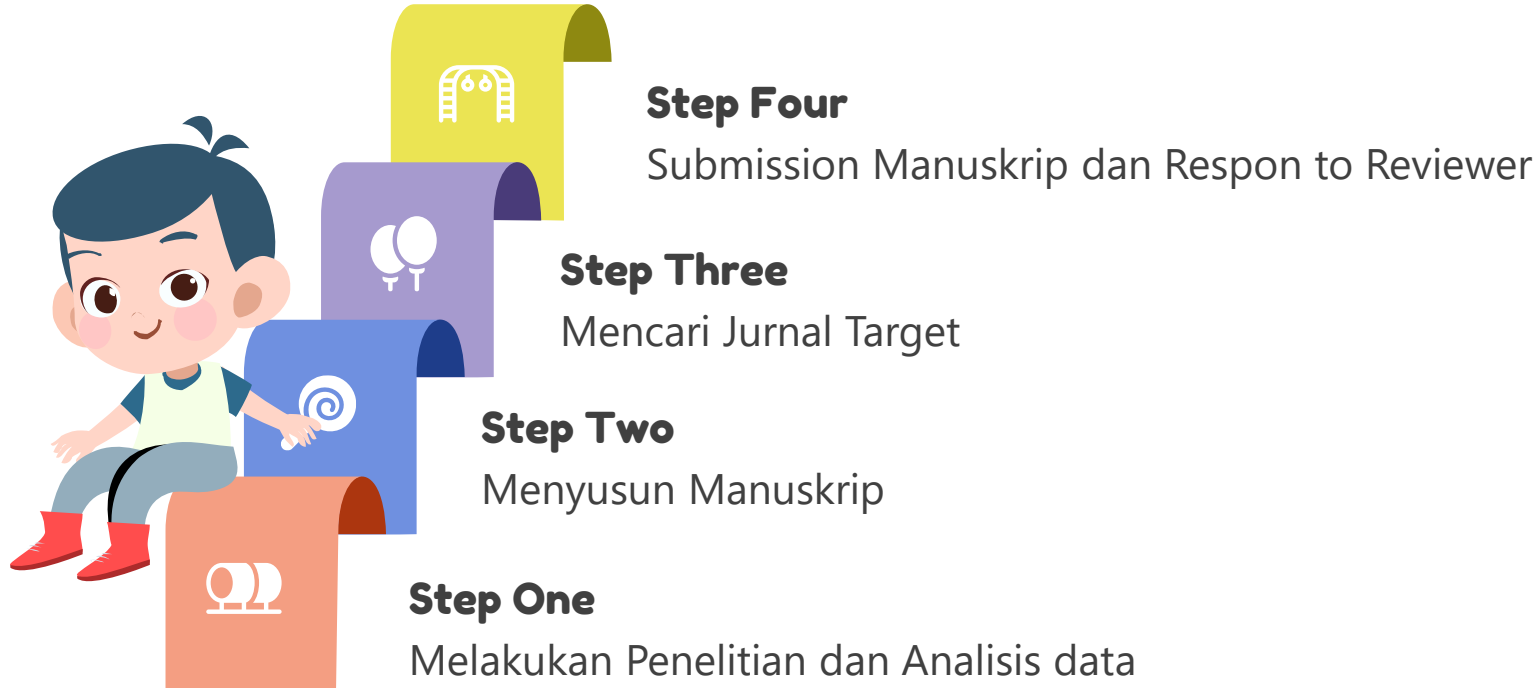 Step Four
Submission Manuskrip dan Respon to Reviewer
Step Three
Mencari Jurnal Target
Step Two
Menyusun Manuskrip
Step One
Melakukan Penelitian dan Analisis data